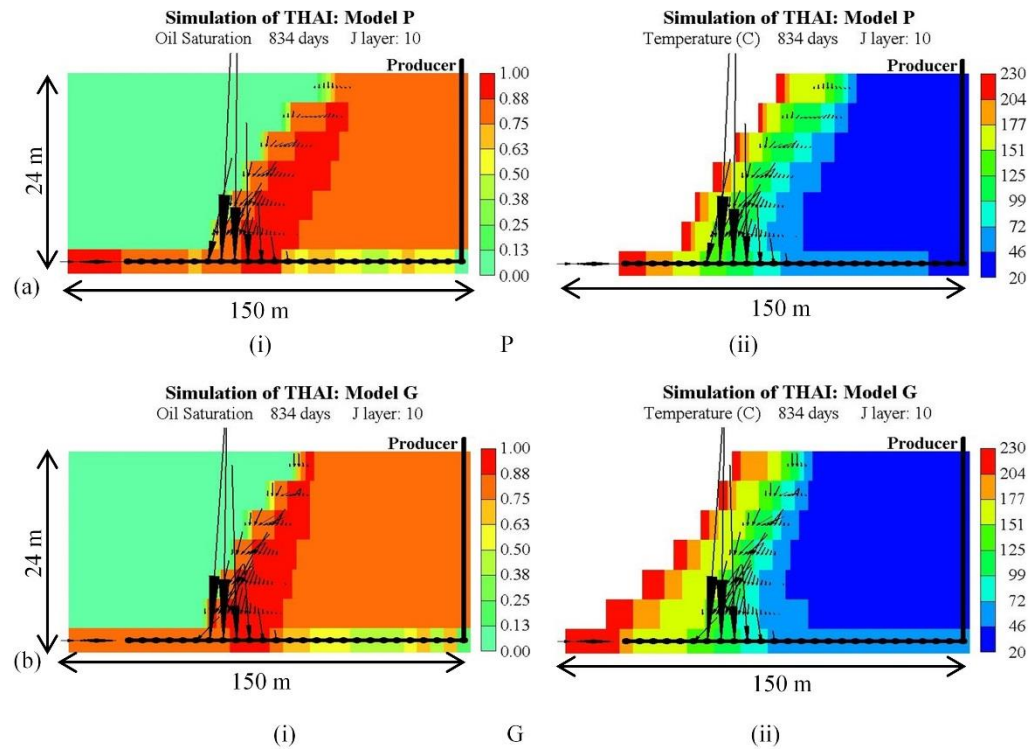 Simulation of THAI: Model P
Oil Saturation 834 days J layer: 10
Producer
1.00
0.88
0.75
0.63
0.50
0.38
0.25
0.13
0.00
24 m
150 m
(a)
(i)
Simulation of THAI: Model P
Temperature (C) 834 days J layer: 10
Producer
230
204
177
151
125
99
72
46
20
150 m
(ii)
P
Simulation of THAI: Model G
Oil Saturation 834 days J layer: 10
Producer
1.00
0.88
0.75
0.63
0.50
0.38
0.25
0.13
0.00
24 m
150 m
(b)
(i)
Simulation of THAI: Model G
Temperature (C) 834 days J layer: 10
Producer
230
204
177
151
125
99
72
46
20
150 m
(ii)
G